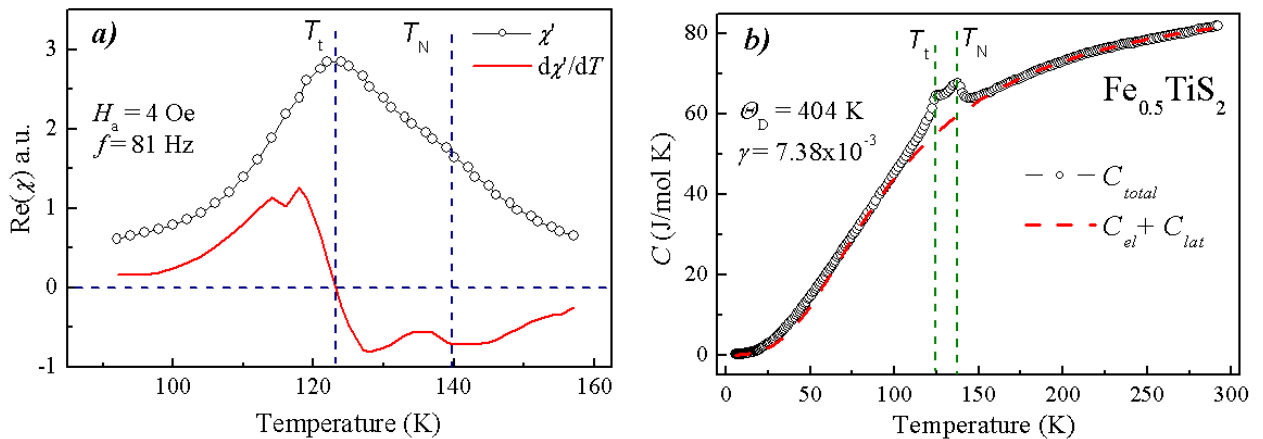 a)
T_t
T_N
χ'
dχ'/dT
H_a = 4 Oe
f = 81 Hz
Re(χ) a.u.
3
2
1
0
-1
100
120
140
160
Temperature (K)
b)
T_t
T_N
Fe_0.5TiS_2
Θ_D = 404 K
γ = 7.38x10^-3
C_total
C_el + C_lat
C (J/mol K)
80
60
40
20
0
0
50
100
150
200
250
300
Temperature (K)